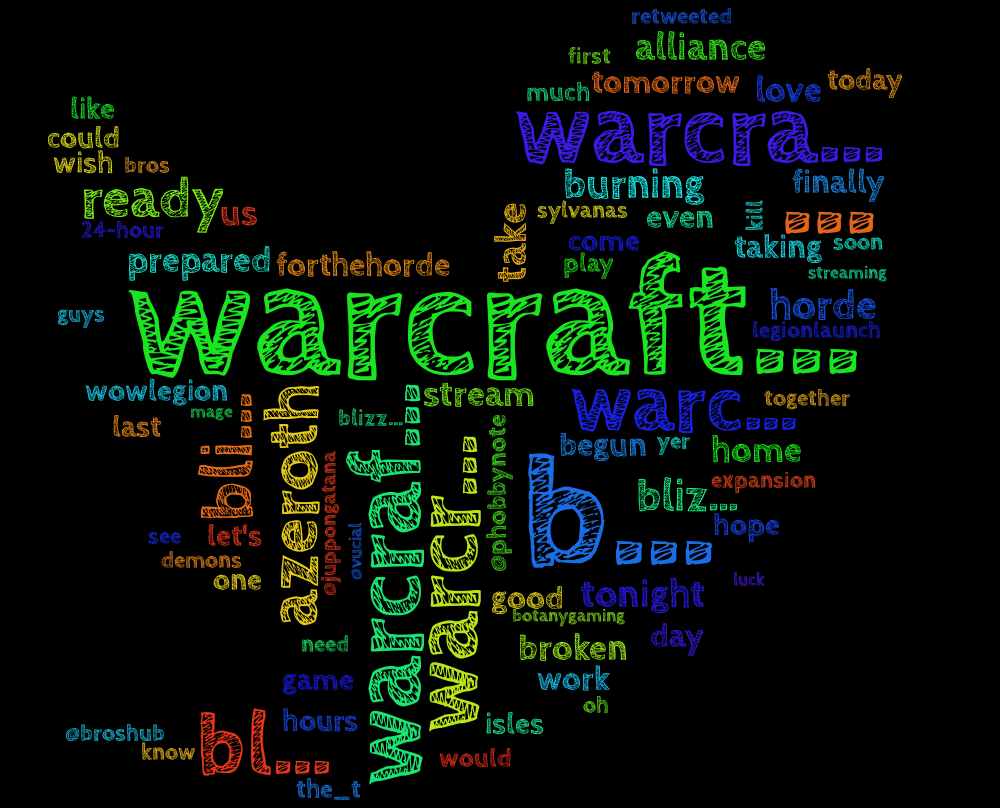 retweeted
first
alliance
much
tomorrow
love
today
like
could
wish
bros
ready
us
24-hour
warcra...
burning
finally
sylvanas
even
kill
...
take
come
play
taking
soon
streaming
prepared
forthehorde
guys
warcraft...
horde
legionlaunch
wowlegion
mage
last
bli...
azeroth
blizz...
stream
warc...
together
begun
yer
home
expansion
bliz...
hope
b...
warcraf...
warcr...
@phobbynote
@juppongatana
@vucial
see
let's
demons
one
need
game
hours
good
botanygaming
tonight
luck
broken
day
work
oh
isles
would
@broshub
know
bl...
the_t